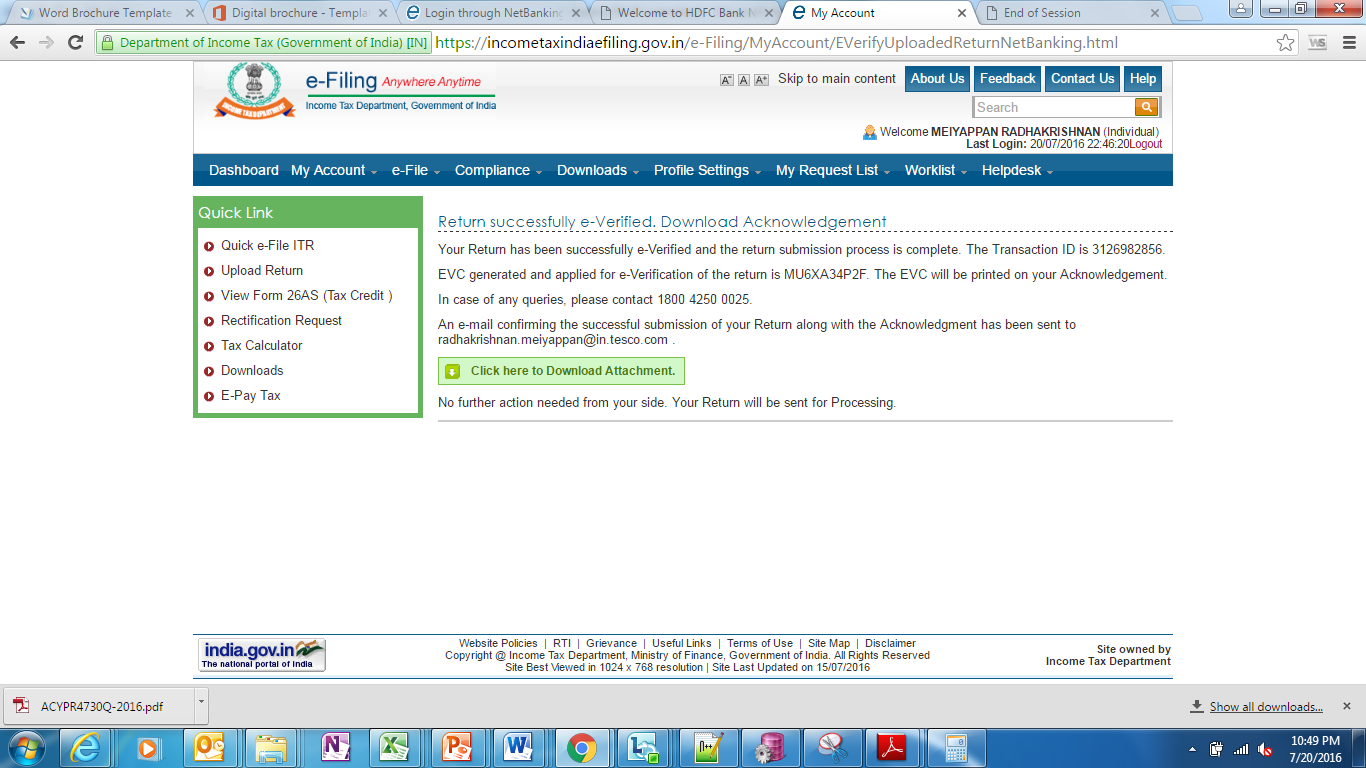 Word Brochure Template
Digital brochure - Templa
Login through NetBanking
Welcome to HDFC Bank N
My Account
End of Session
Department of Income Tax (Government of India) [IN]
https://incometaxindiaefiling.gov.in/e-Filing/MyAccount/EVerifyUploadedReturnNetBanking.html
e-Filing Anywhere Anytime
Income Tax Department, Government of India
A- A A+ Skip to main content About Us Feedback Contact Us Help
Search
Welcome MEIYAPPAN RADHAKRISHNAN (Individual)
Last Login: 20/07/2016 22:46:20Logout
Dashboard My Account e-File Compliance Downloads Profile Settings My Request List Worklist Helpdesk
Quick Link
Quick e-File ITR
Upload Return
View Form 26AS (Tax Credit )
Rectification Request
Tax Calculator
Downloads
E-Pay Tax
Return successfully e-Verified. Download Acknowledgement
Your Return has been successfully e-Verified and the return submission process is complete. The Transaction ID is 3126982856.
EVC generated and applied for e-Verification of the return is MU6XA34P2F. The EVC will be printed on your Acknowledgement.
In case of any queries, please contact 1800 4250 0025.
An e-mail confirming the successful submission of your Return along with the Acknowledgment has been sent to
radhakrishnan.meiyappan@in.tesco.com .
Click here to Download Attachment.
No further action needed from your side. Your Return will be sent for Processing.
india.gov.in
The national portal of India
Website Policies | RTI | Grievance | Useful Links | Terms of Use | Site Map | Disclaimer
Copyright @ Income Tax Department, Ministry of Finance, Government of India. All Rights Reserved
Site Best Viewed in 1024 x 768 resolution | Site Last Updated on 15/07/2016
Site owned by
Income Tax Department
ACYPR4730Q-2016.pdf
Show all downloads...
10:49 PM
7/20/2016